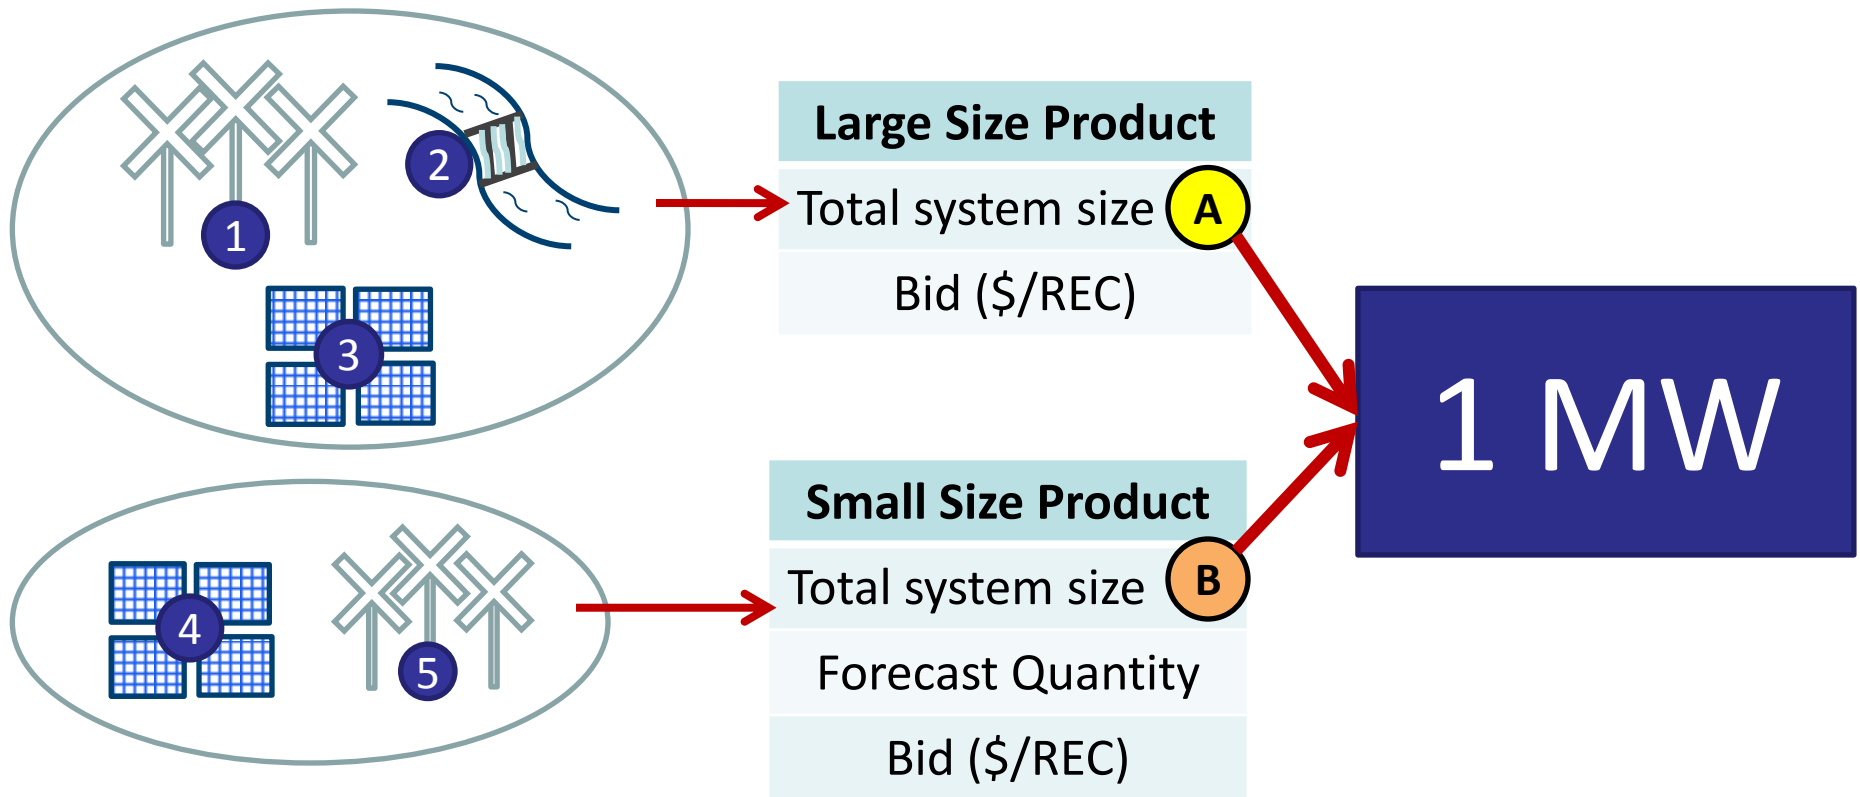 1
2
3
Large Size Product
Total system size
A
Bid ($/REC)
1 MW
4
5
Small Size Product
Total system size
B
Forecast Quantity
Bid ($/REC)